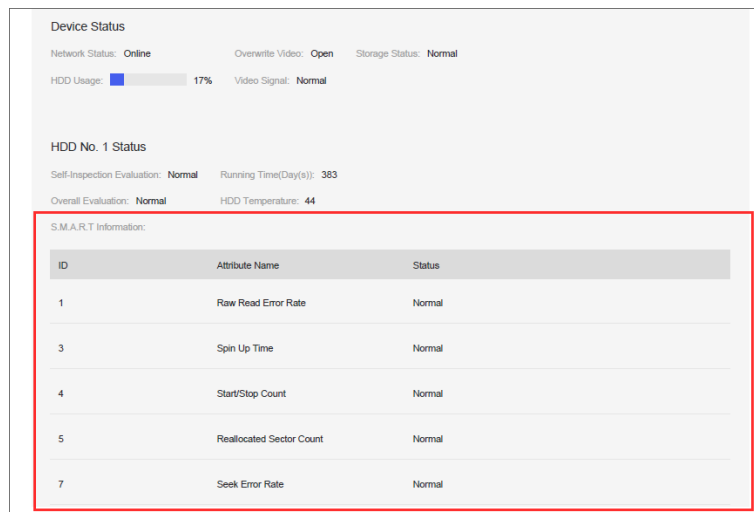 Device Status
Network Status: Online Overwrite Video: Open Storage Status: Normal
HDD Usage: 17% Video Signal: Normal
HDD No. 1 Status
Self-Inspection Evaluation: Normal Running Time(Day(s)): 383
Overall Evaluation: Normal HDD Temperature: 44
S.M.A.R.T Information:
ID Attribute Name Status
1 Raw Read Error Rate Normal
3 Spin Up Time Normal
4 Start/Stop Count Normal
5 Reallocated Sector Count Normal
7 Seek Error Rate Normal